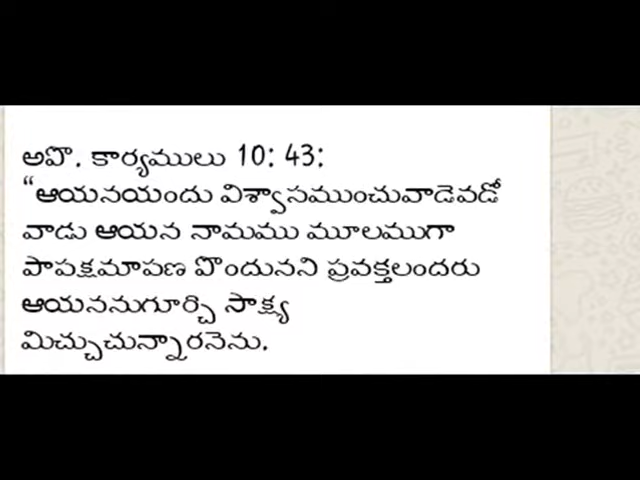 అపొ. కార్యములు 10: 43:
“ఆయనయందు విశ్వాసముంచువాడెవడో
వాడు ఆయన నామము మూలముగా
పాపక్షమాపణ పొందునని ప్రవక్తలందరు
ఆయననుగూర్చి సాక్ష్య
మిచ్చుచున్నారనెను.